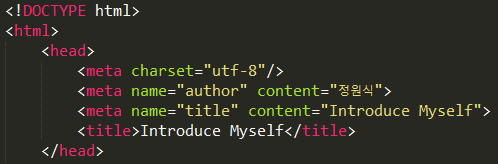 <!DOCTYPE html>
<html>
<head>
<meta charset="utf-8"/>
<meta name="author" content="정원식">
<meta name="title" content="Introduce Myself">
<title>Introduce Myself</title>
</head>